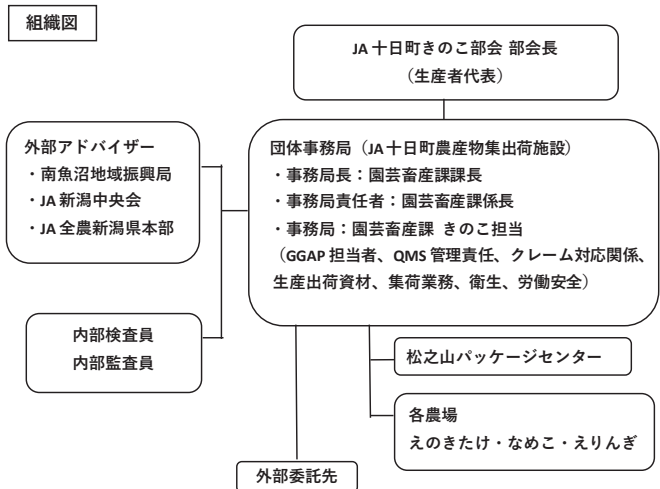 組織図
JA十日町きのこ部会 部会長
(生産者代表)
外部アドバイザー
・南魚沼地域振興局
・JA新潟中央会
・JA全農新潟県本部
団体事務局（JA十日町農産物集出荷施設）
・事務局長：園芸畜産課課長
・事務局責任者：園芸畜産課係長
・事務局：園芸畜産課 きのこ担当
（GGAP担当者、QMS管理責任、クレーム対応関係、
生産出荷資材、集荷業務、衛生、労働安全）
内部検査員
内部監査員
松之山パッケージセンター
各農場
えのきたけ・なめこ・えりんぎ
外部委託先